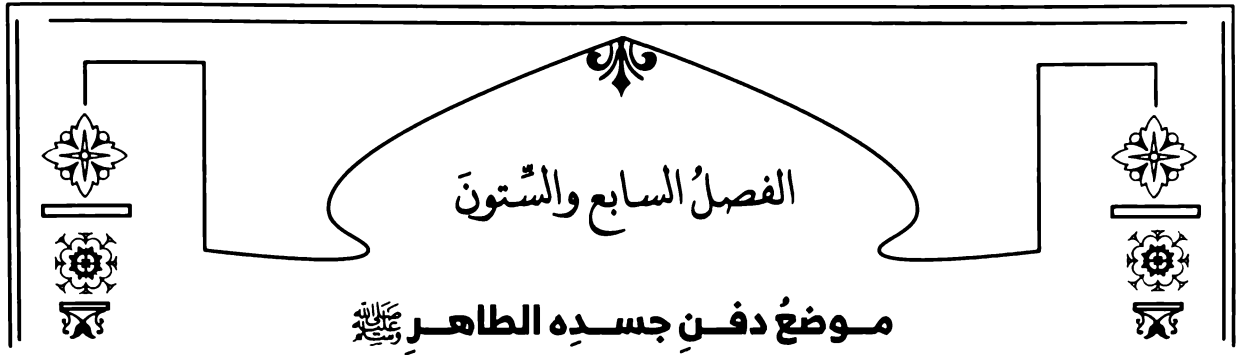 الفصلُ السابع والسِّتونَ
موضعُ دفنِ جسدِه الطاهرِ ﷺ